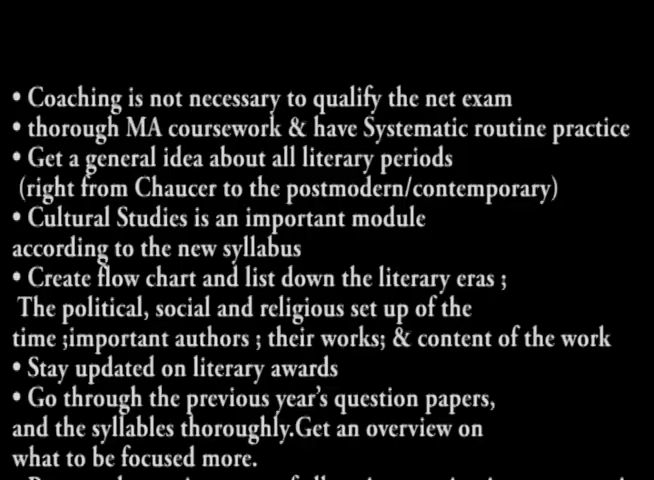 • Coaching is not necessary to qualify the net exam
• thorough MA coursework & have Systematic routine practice
• Get a general idea about all literary periods
(right from Chaucer to the postmodern/contemporary)
• Cultural Studies is an important module
according to the new syllabus
• Create flow chart and list down the literary eras ;
The political, social and religious set up of the
time ;important authors ; their works; & content of the work
• Stay updated on literary awards
• Go through the previous year's question papers,
and the syllables thoroughly.Get an overview on
what to be focused more.